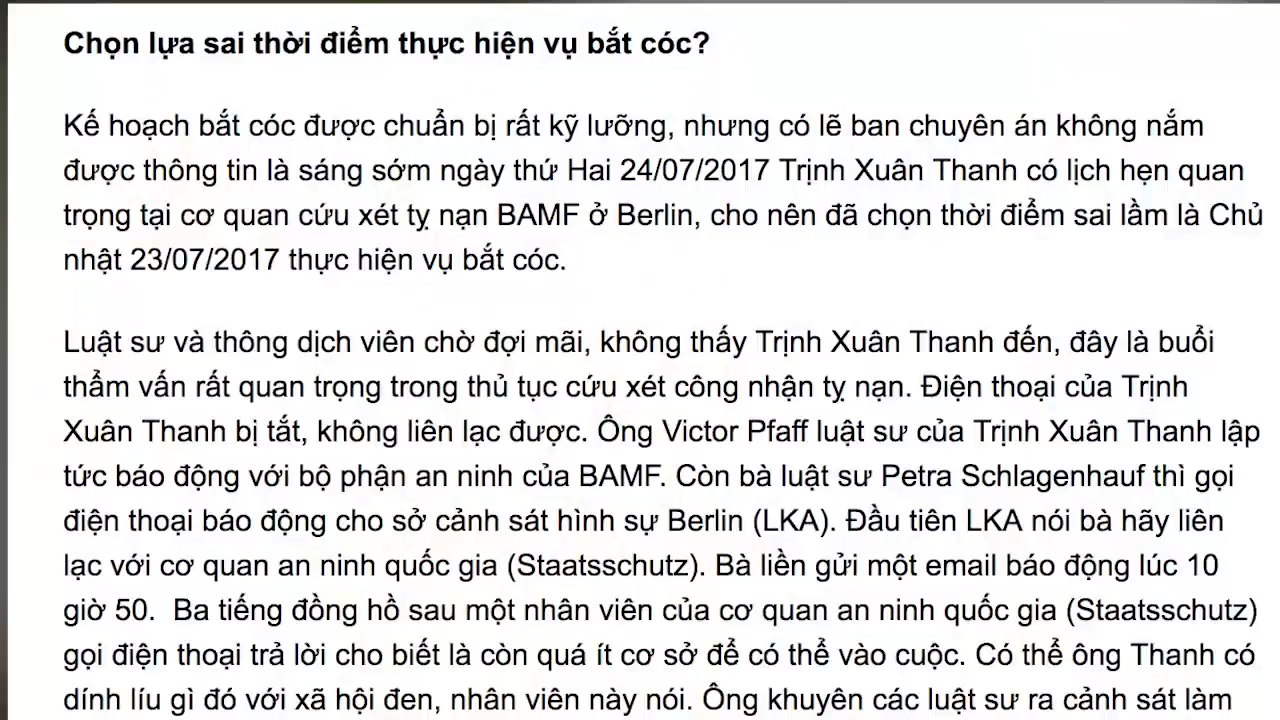 Chọn lựa sai thời điểm thực hiện vụ bắt cóc?
Kế hoạch bắt cóc được chuẩn bị rất kỹ lưỡng, nhưng có lẽ ban chuyên án không nắm
được thông tin là sáng sớm ngày thứ Hai 24/07/2017 Trịnh Xuân Thanh có lịch hẹn quan
trọng tại cơ quan cứu xét tỵ nạn BAMF ở Berlin, cho nên đã chọn thời điểm sai lầm là Chủ
nhật 23/07/2017 thực hiện vụ bắt cóc.
Luật sư và thông dịch viên chờ đợi mãi, không thấy Trịnh Xuân Thanh đến, đây là buổi
thẩm vấn rất quan trọng trong thủ tục cứu xét công nhận tỵ nạn. Điện thoại của Trịnh
Xuân Thanh bị tắt, không liên lạc được. Ông Victor Pfaff luật sư của Trịnh Xuân Thanh lập
tức báo động với bộ phận an ninh của BAMF. Còn bà luật sư Petra Schlagenhauf thì gọi
điện thoại báo động cho sở cảnh sát hình sự Berlin (LKA). Đầu tiên LKA nói bà hãy liên
lạc với cơ quan an ninh quốc gia (Staatsschutz). Bà liền gửi một email báo động lúc 10
giờ 50.  Ba tiếng đồng hồ sau một nhân viên của cơ quan an ninh quốc gia (Staatsschutz)
gọi điện thoại trả lời cho biết là còn quá ít cơ sở để có thể vào cuộc. Có thể ông Thanh có
dính líu gì đó với xã hội đen, nhân viên này nói. Ông khuyên các luật sư ra cảnh sát làm